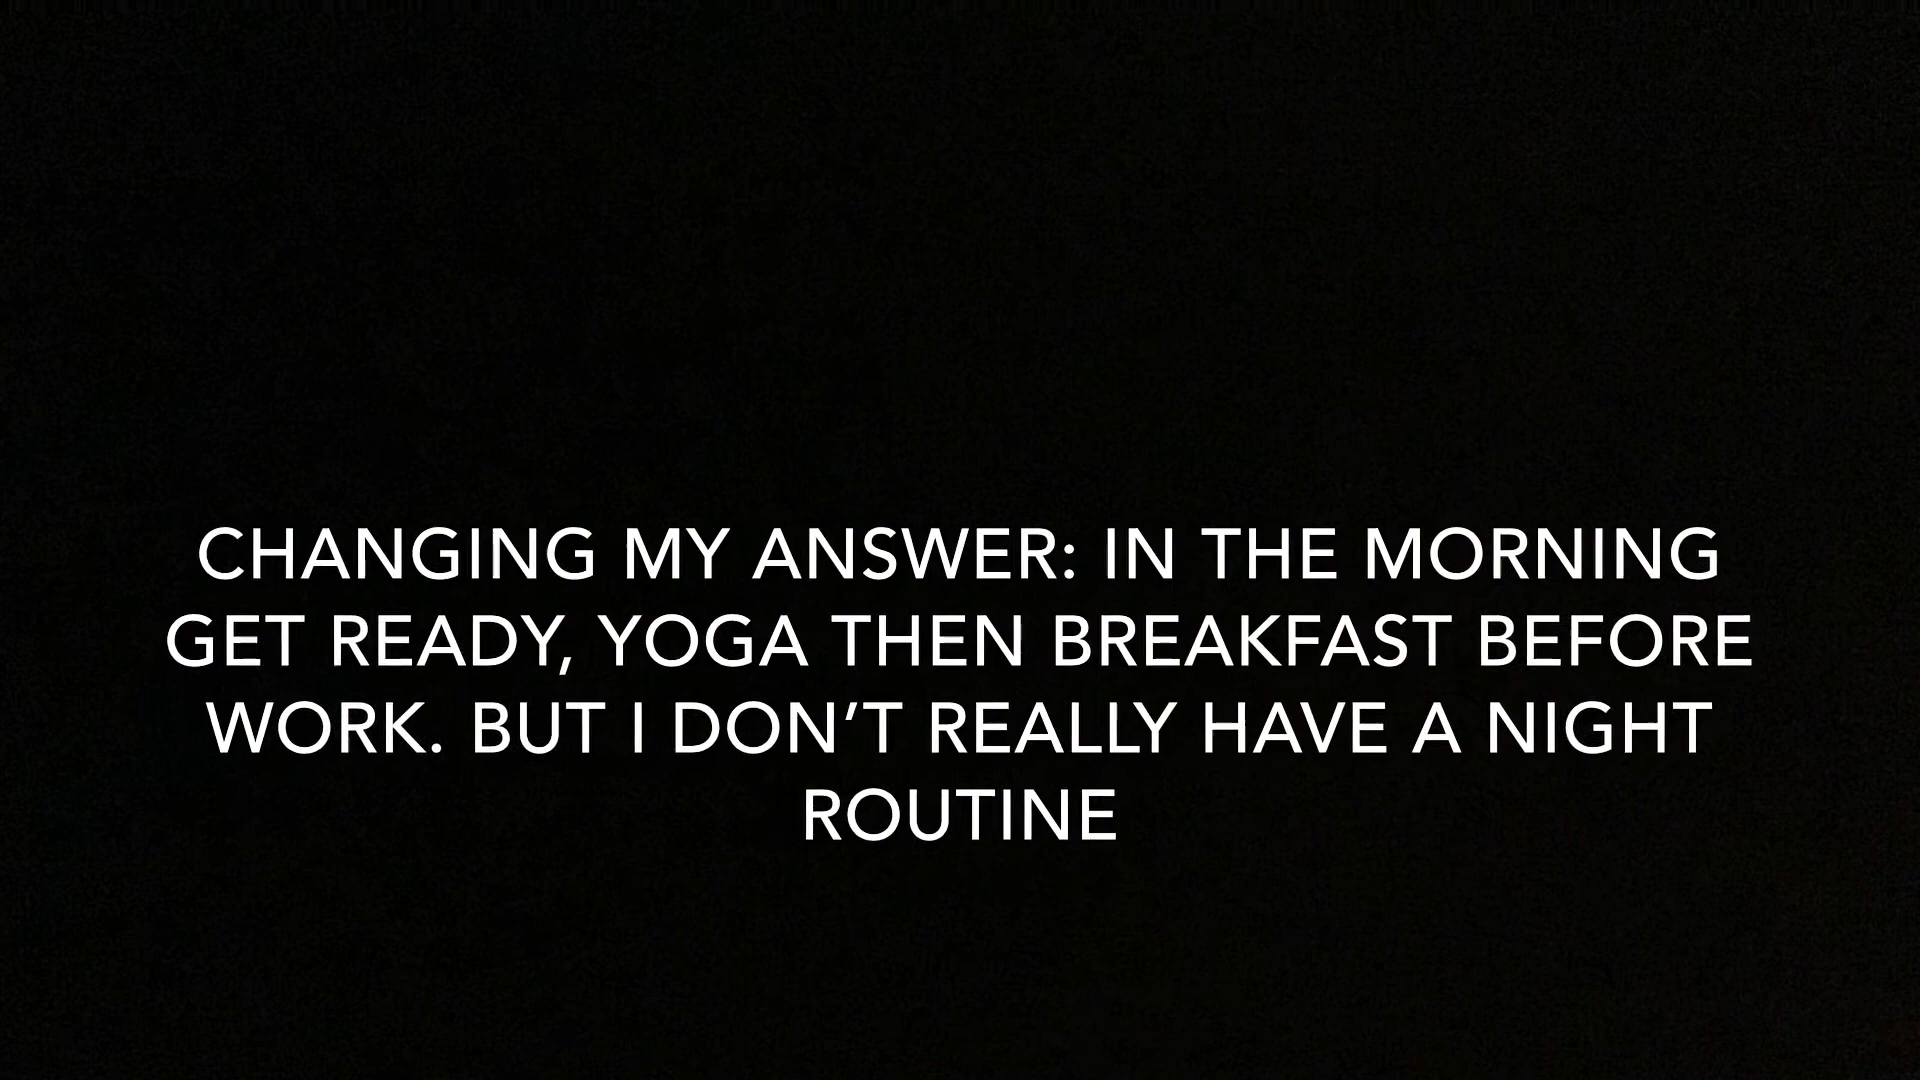 CHANGING MY ANSWER: IN THE MORNING
GET READY, YOGA THEN BREAKFAST BEFORE
WORK. BUT I DON’T REALLY HAVE A NIGHT
ROUTINE